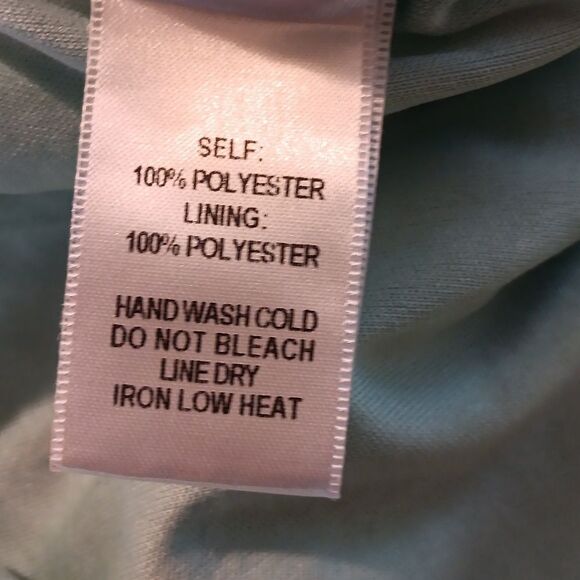 SELF:
100% POLYESTER
LINING:
100% POLYESTER
HAND WASH COLD
DO NOT BLEACH
LINE DRY
IRON LOW HEAT